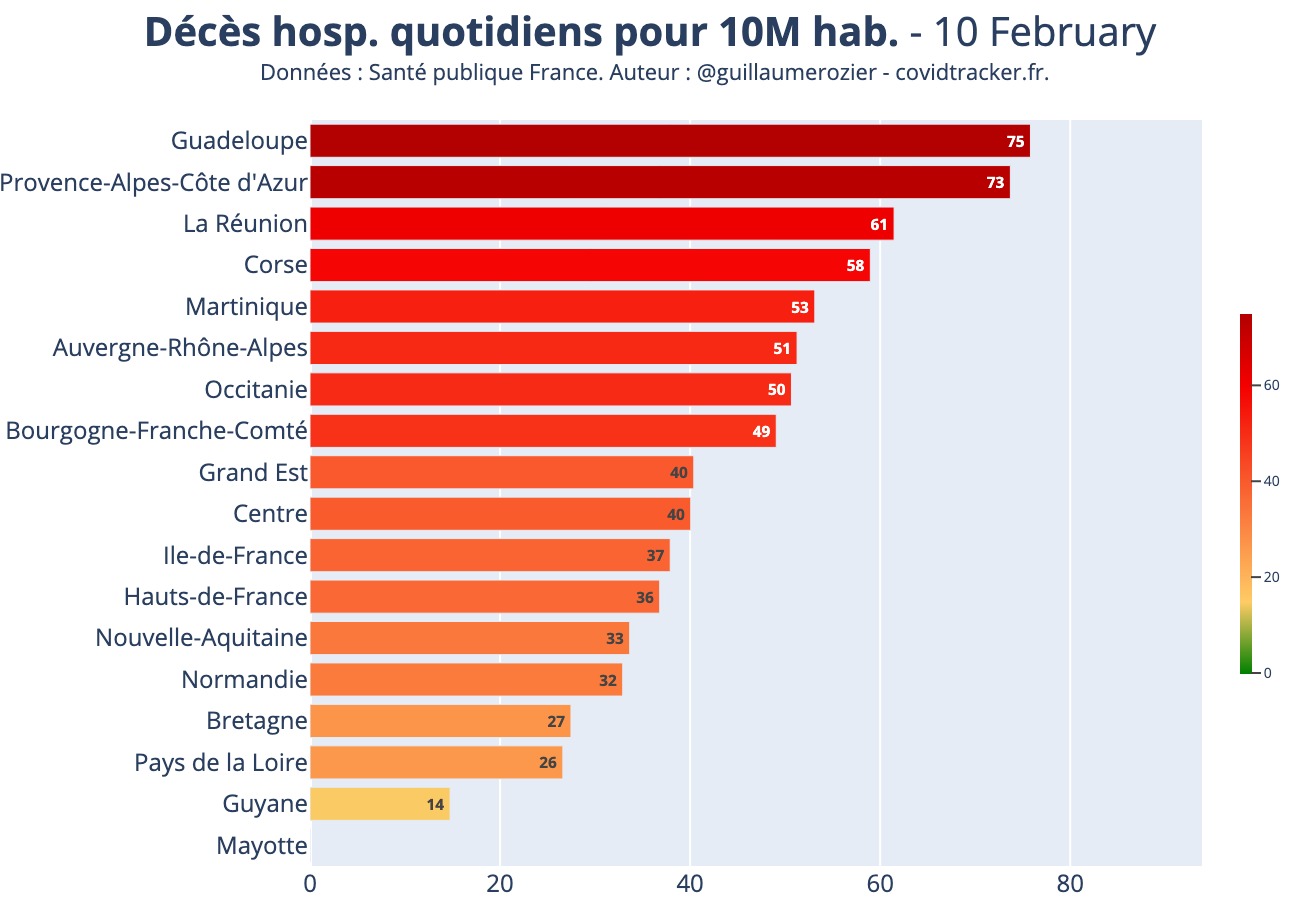 Décès hosp. quotidiens pour 10M hab. - 10 February
Données : Santé publique France. Auteur : @guillaumerozier - covidtracker.fr.
Guadeloupe 75
Provence-Alpes-Côte d'Azur 73
La Réunion 61
Corse 58
Martinique 53
Auvergne-Rhône-Alpes 51
Occitanie 50
Bourgogne-Franche-Comté 49
Grand Est 40
Centre 40
Ile-de-France 37
Hauts-de-France 36
Nouvelle-Aquitaine 33
Normandie 32
Bretagne 27
Pays de la Loire 26
Guyane 14
Mayotte
0 20 40 60 80
60
40
20
0